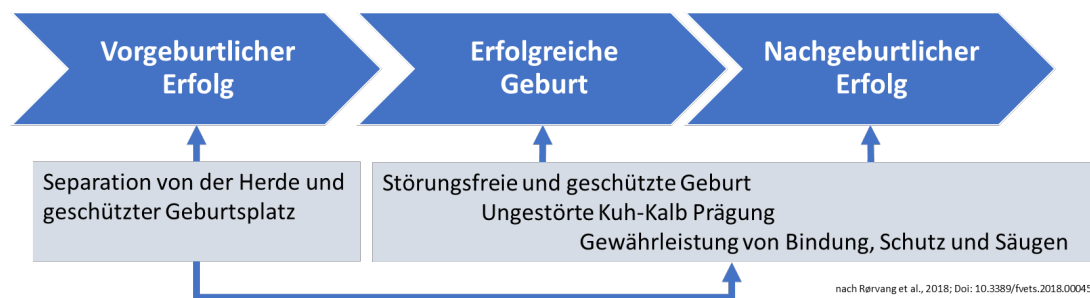 Vorgeburtlicher
Erfolg
Erfolgreiche
Geburt
Nachgeburtlicher
Erfolg
Separation von der Herde und
geschützter Geburtsplatz
Störungsfreie und geschützte Geburt
Ungestörte Kuh-Kalb Prägung
Gewährleistung von Bindung, Schutz und Säugen
nach Rørvang et al., 2018; Doi: 10.3389/fvets.2018.00045